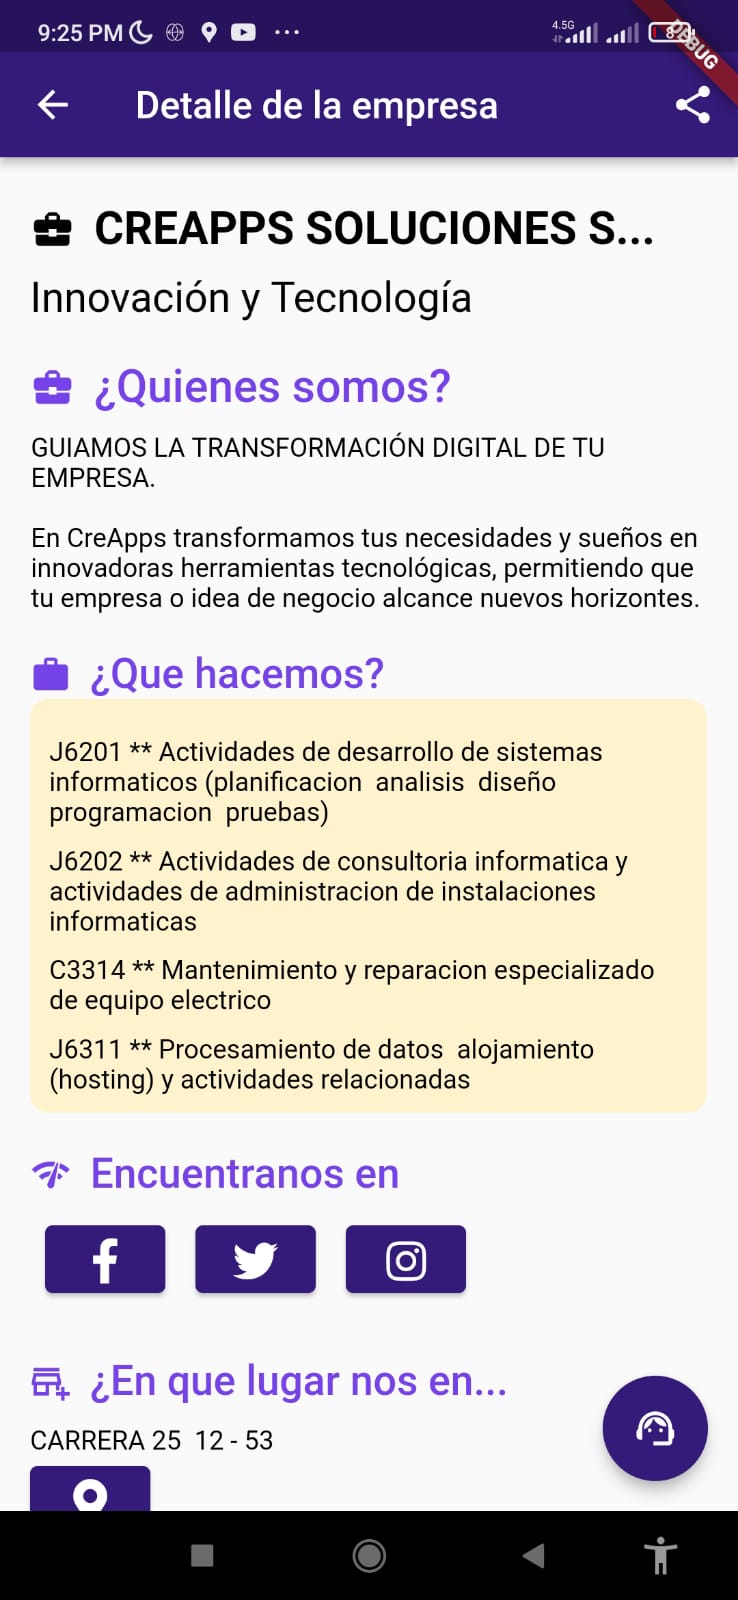 9:25 PM
4.5G
8
DEBUG
Detalle de la empresa
CREAPPS SOLUCIONES S...
Innovación y Tecnología
¿Quienes somos?
GUIAMOS LA TRANSFORMACIÓN DIGITAL DE TU
EMPRESA.
En CreApps transformamos tus necesidades y sueños en
innovadoras herramientas tecnológicas, permitiendo que
tu empresa o idea de negocio alcance nuevos horizontes.
¿Que hacemos?
J6201 ** Actividades de desarrollo de sistemas
informaticos (planificacion  analisis  diseño
programacion  pruebas)
J6202 ** Actividades de consultoria informatica y
actividades de administracion de instalaciones
informaticas
C3314 ** Mantenimiento y reparacion especializado
de equipo electrico
J6311 ** Procesamiento de datos  alojamiento
(hosting) y actividades relacionadas
Encuentranos en
¿En que lugar nos en...
CARRERA 25  12 - 53